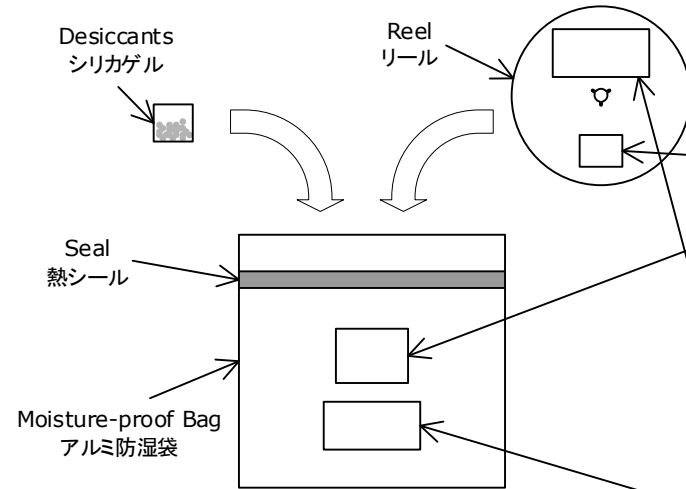 Desiccants
シリカゲル
Reel
リール
Seal
熱シール
Moisture-proof Bag
アルミ防湿袋